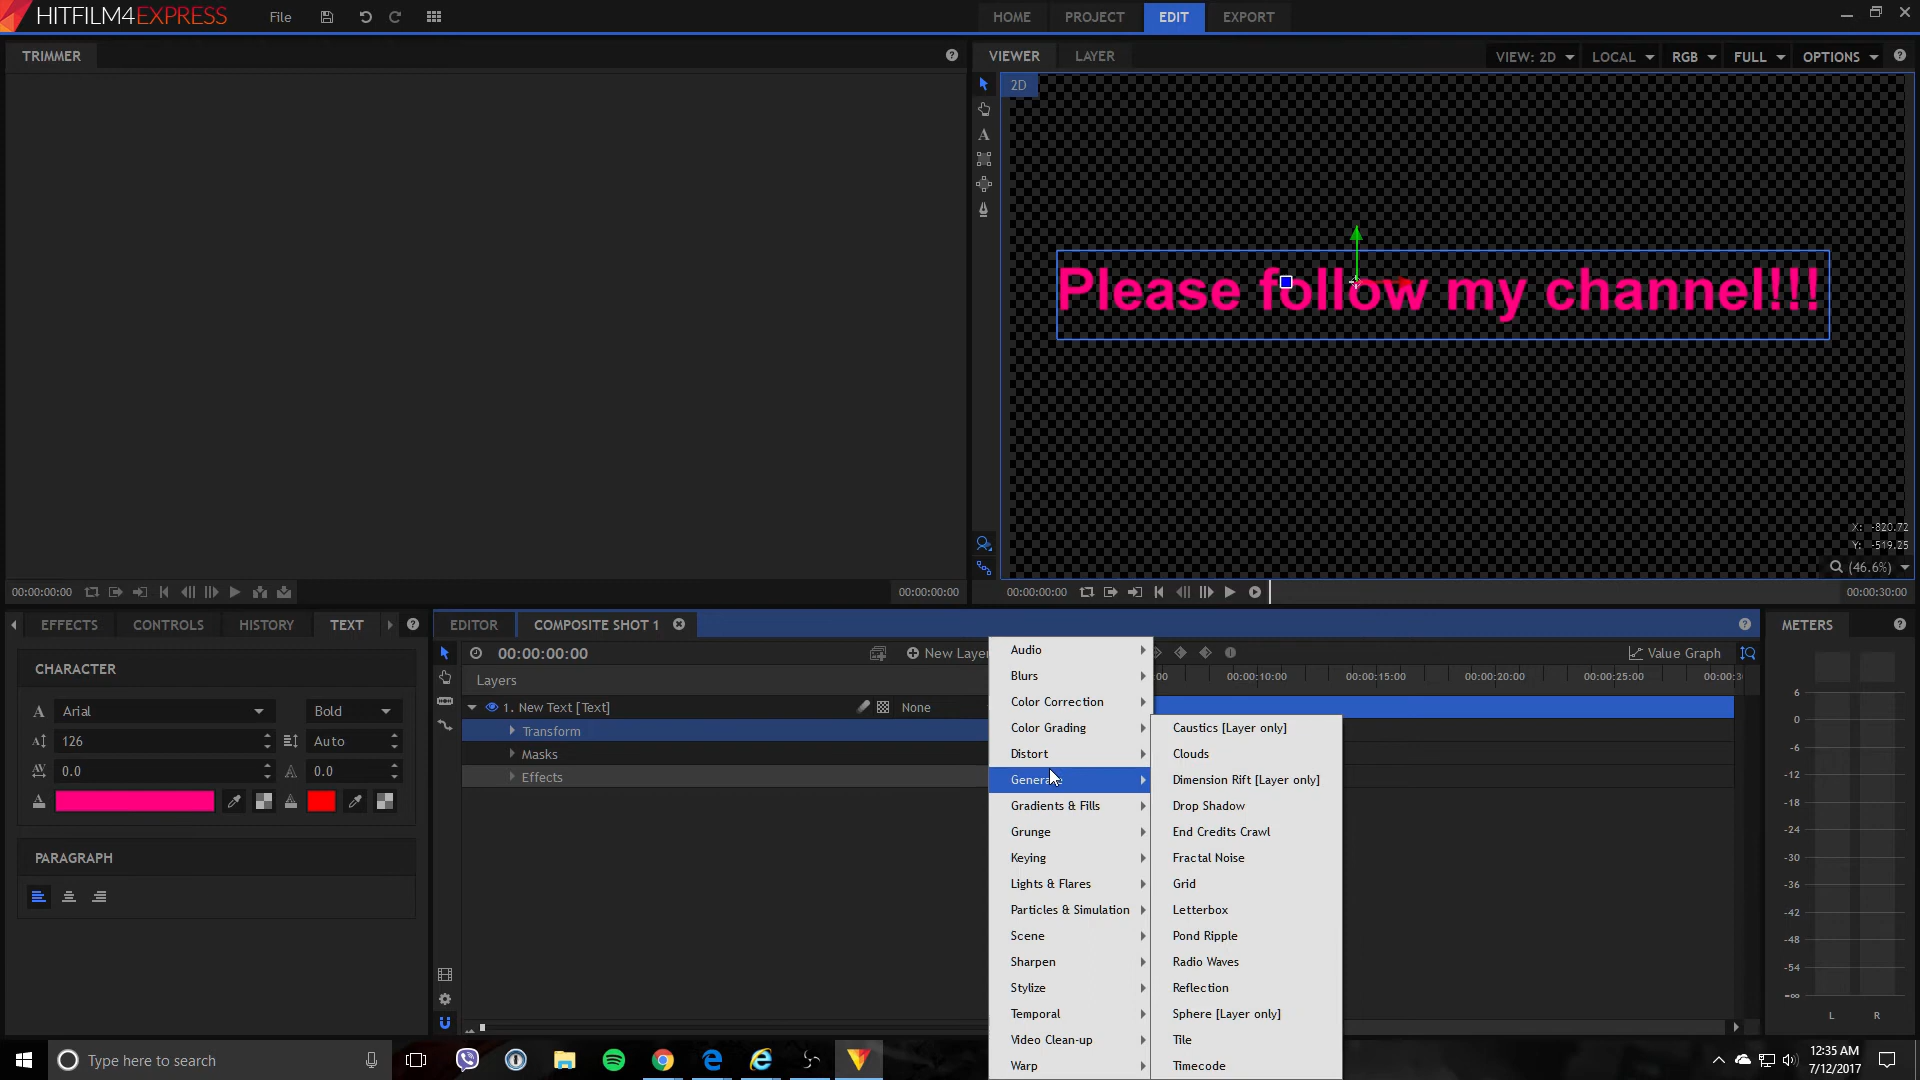 HITFILM4EXPRESS
File
HOME
PROJECT
EDIT
EXPORT
TRIMMER
VIEWER
LAYER
VIEW: 2D
LOCAL
RGB
FULL
OPTIONS
2D
Please follow my channel!!!
X: -820.72
Y: -519.25
(46.6%)
00:00:00:00
00:00:00:00
00:00:00:00
00:00:30:00
EFFECTS
CONTROLS
HISTORY
TEXT
EDITOR
COMPOSITE SHOT 1
METERS
CHARACTER
Arial
Bold
126
Auto
0.0
0.0
PARAGRAPH
00:00:00:00
New Layer
Value Graph
Layers
00:00:10:00
00:00:15:00
00:00:20:00
00:00:25:00
1. New Text [Text]
None
Transform
Masks
Effects
Audio
Blurs
Color Correction
Color Grading
Distort
Generate
Gradients & Fills
Grunge
Keying
Lights & Flares
Particles & Simulation
Scene
Sharpen
Stylize
Temporal
Video Clean-up
Warp
Caustics [Layer only]
Clouds
Dimension Rift [Layer only]
Drop Shadow
End Credits Crawl
Fractal Noise
Grid
Letterbox
Pond Ripple
Radio Waves
Reflection
Sphere [Layer only]
Tile
Timecode
6
0
-6
-12
-18
-24
-30
-36
-42
-48
-54
-∞
L R
Type here to search
12:35 AM
7/12/2017